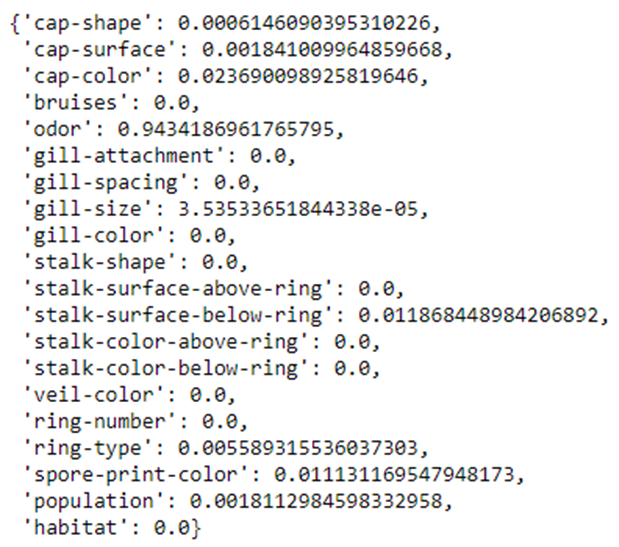 {'cap-shape': 0.0006146090395310226,
'cap-surface': 0.001841009964859668,
'cap-color': 0.023690098925819646,
'bruises': 0.0,
'odor': 0.9434186961765795,
'gill-attachment': 0.0,
'gill-spacing': 0.0,
'gill-size': 3.53533651844338e-05,
'gill-color': 0.0,
'stalk-shape': 0.0,
'stalk-surface-above-ring': 0.0,
'stalk-surface-below-ring': 0.011868448984206892,
'stalk-color-above-ring': 0.0,
'stalk-color-below-ring': 0.0,
'veil-color': 0.0,
'ring-number': 0.0,
'ring-type': 0.005589315536037303,
'spore-print-color': 0.011131169547948173,
'population': 0.0018112984598332958,
'habitat': 0.0}